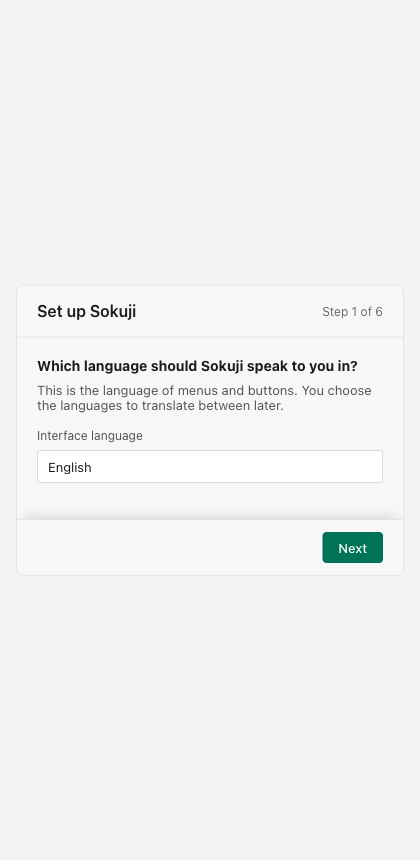 Set up Sokuji
Step 1 of 6
Which language should Sokuji speak to you in?
This is the language of menus and buttons. You choose
the languages to translate between later.
Interface language
English
Next